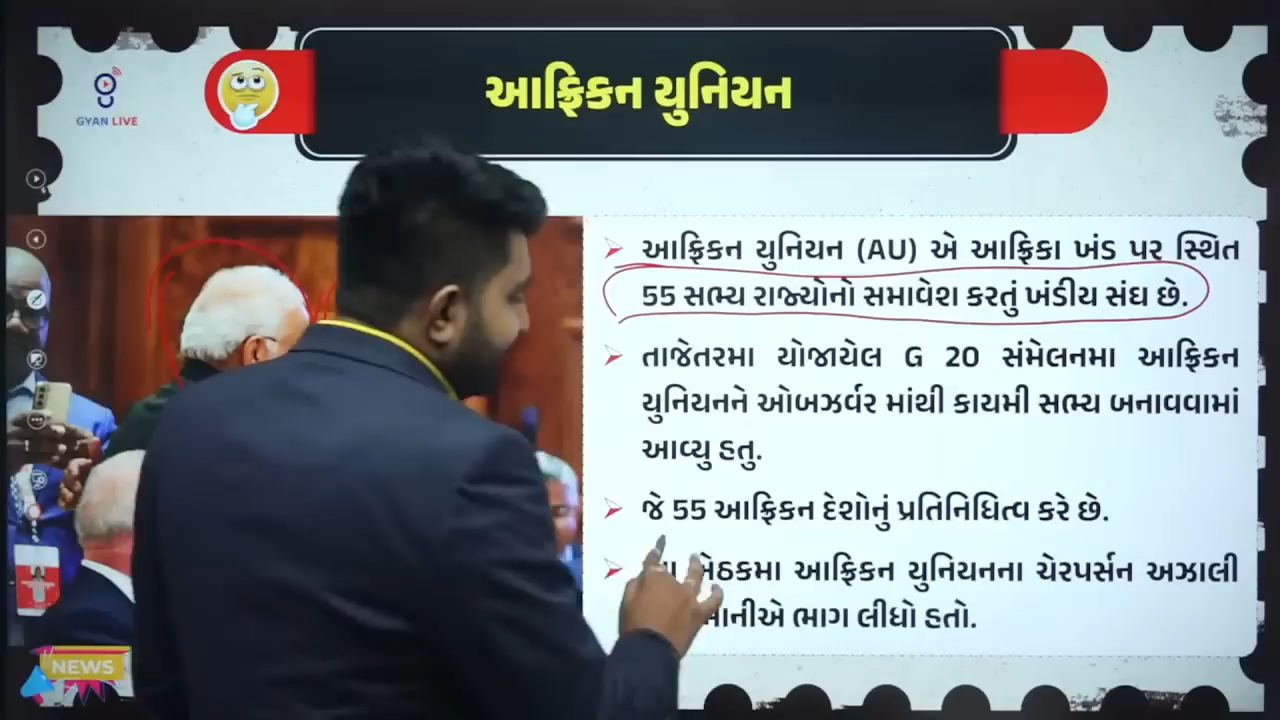 GYAN LIVE
આફ્રિકન યુનિયન
આફ્રિકન યુનિયન (AU) એ આફ્રિકા ખંડ પર સ્થિત
55 સભ્ય રાજ્યોનો સમાવેશ કરતું ખંડીય સંઘ છે.
તાજેતરમા યોજાયેલ G 20 સંમેલનમા આફ્રિકન
યુનિયનને ઓબઝર્વર માંથી કાયમી સભ્ય બનાવવામાં
આવ્યુ હતુ.
જે 55 આફ્રિકન દેશોનું પ્રતિનિધિત્વ કરે છે.
આફ્રિકન યુનિયનના ચેરપર્સન અઝાલી
ભાગ લીધો હતો.
NEWS